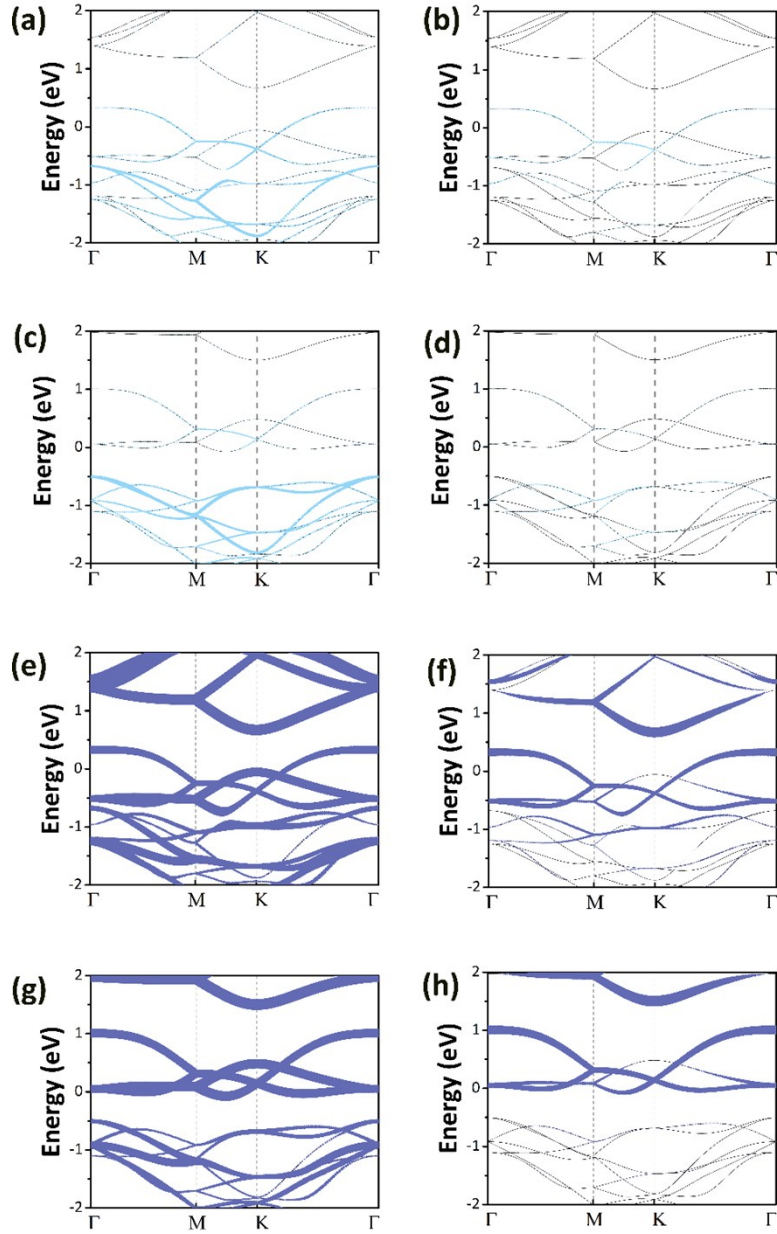 (a) (b)
Energy (eV) 2 1 0 -1 -2 Γ M K Γ
Energy (eV) 2 1 0 -1 -2 Γ M K Γ
(c) (d)
Energy (eV) 2 1 0 -1 -2 Γ M K Γ
Energy (eV) 2 1 0 -1 -2 Γ M K Γ
(e) (f)
Energy (eV) 2 1 0 -1 -2 Γ M K Γ
Energy (eV) 2 1 0 -1 -2 Γ M K Γ
(g) (h)
Energy (eV) 2 1 0 -1 -2 Γ M K Γ
Energy (eV) 2 1 0 -1 -2 Γ M K Γ